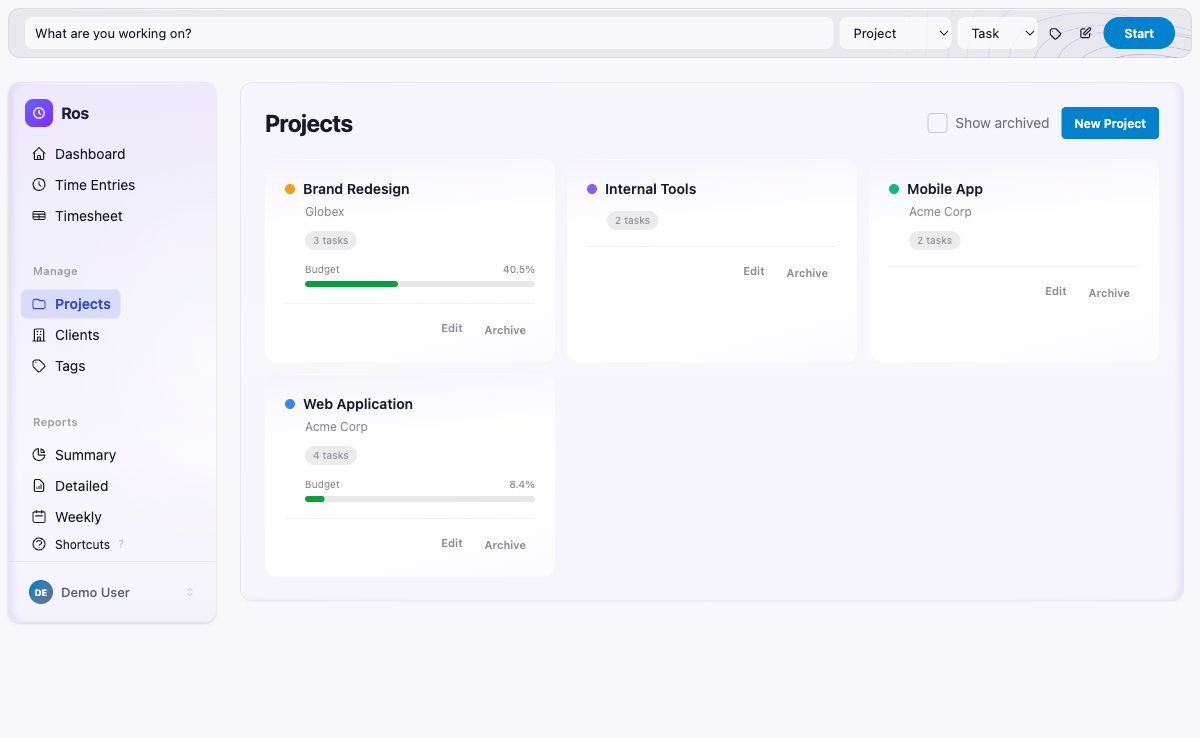 What are you working on?
Project
Task
Start
Ros
Dashboard
Time Entries
Timesheet
Manage
Projects
Clients
Tags
Reports
Summary
Detailed
Weekly
Shortcuts ?
DE Demo User
Projects
Show archived
New Project
Brand Redesign
Globex
3 tasks
Budget 40.5%
Edit Archive
Internal Tools
2 tasks
Edit Archive
Mobile App
Acme Corp
2 tasks
Edit Archive
Web Application
Acme Corp
4 tasks
Budget 8.4%
Edit Archive